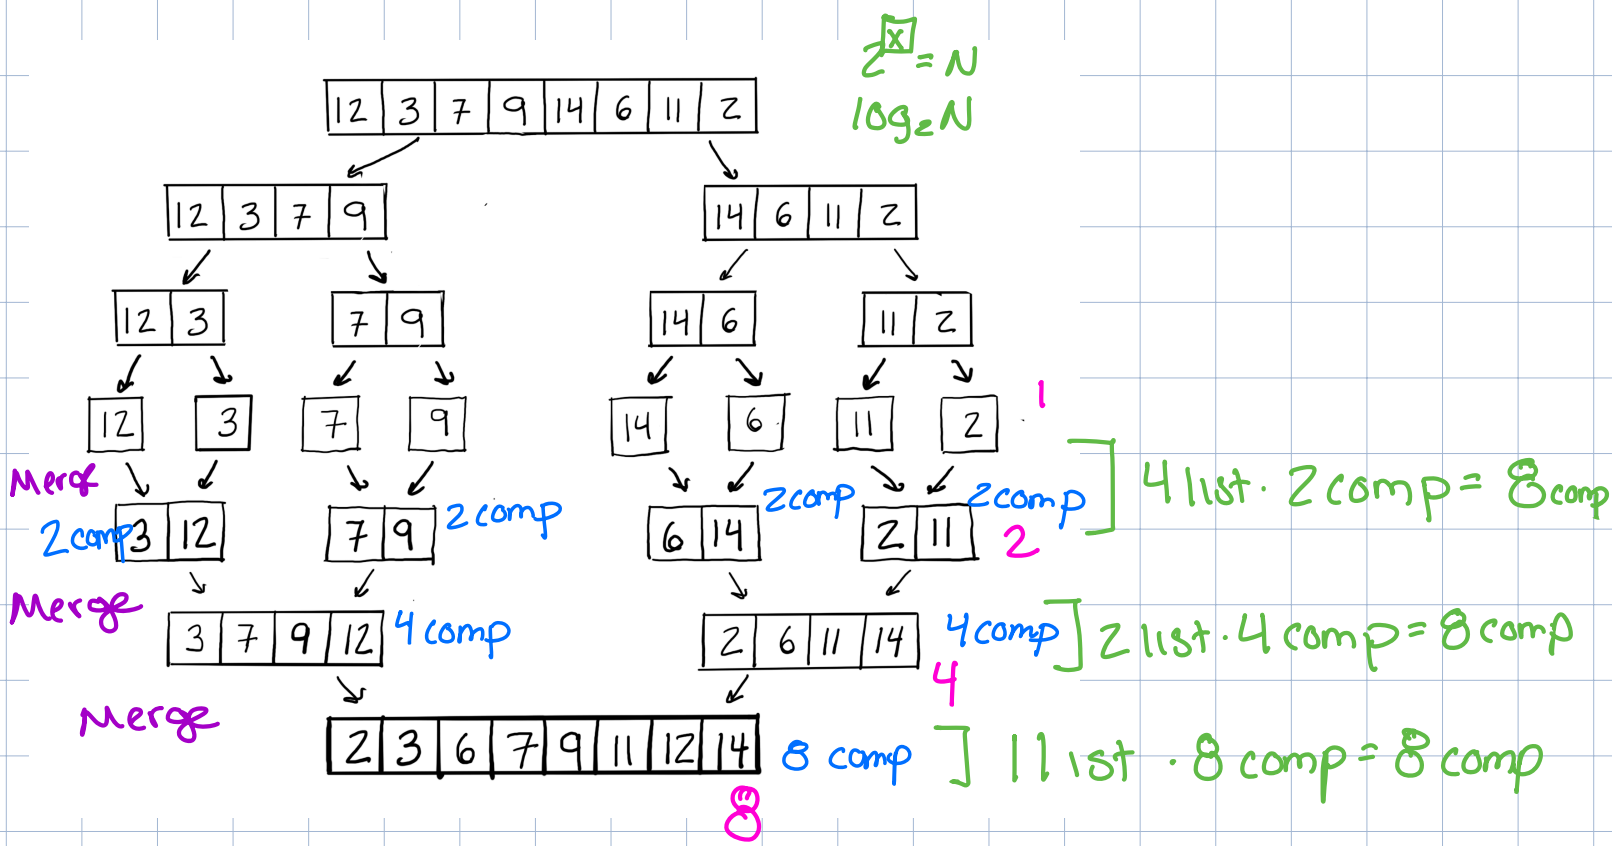 2^x = N
log₂N
12 3 7 9 14 6 11 2
12 3 7 9 14 6 11 2
12 3 7 9 14 6 11 2
12 3 7 9 14 6 11 2 1
Merge
2 comp 3 12 7 9 2 comp 6 14 2 comp 2 11 2 comp 2
] 4 list · 2 comp = 8 comp
Merge
3 7 9 12 4 comp 2 6 11 14 4 comp 4
] 2 list · 4 comp = 8 comp
Merge
2 3 6 7 9 11 12 14 8 comp ] 1 list · 8 comp = 8 comp
8